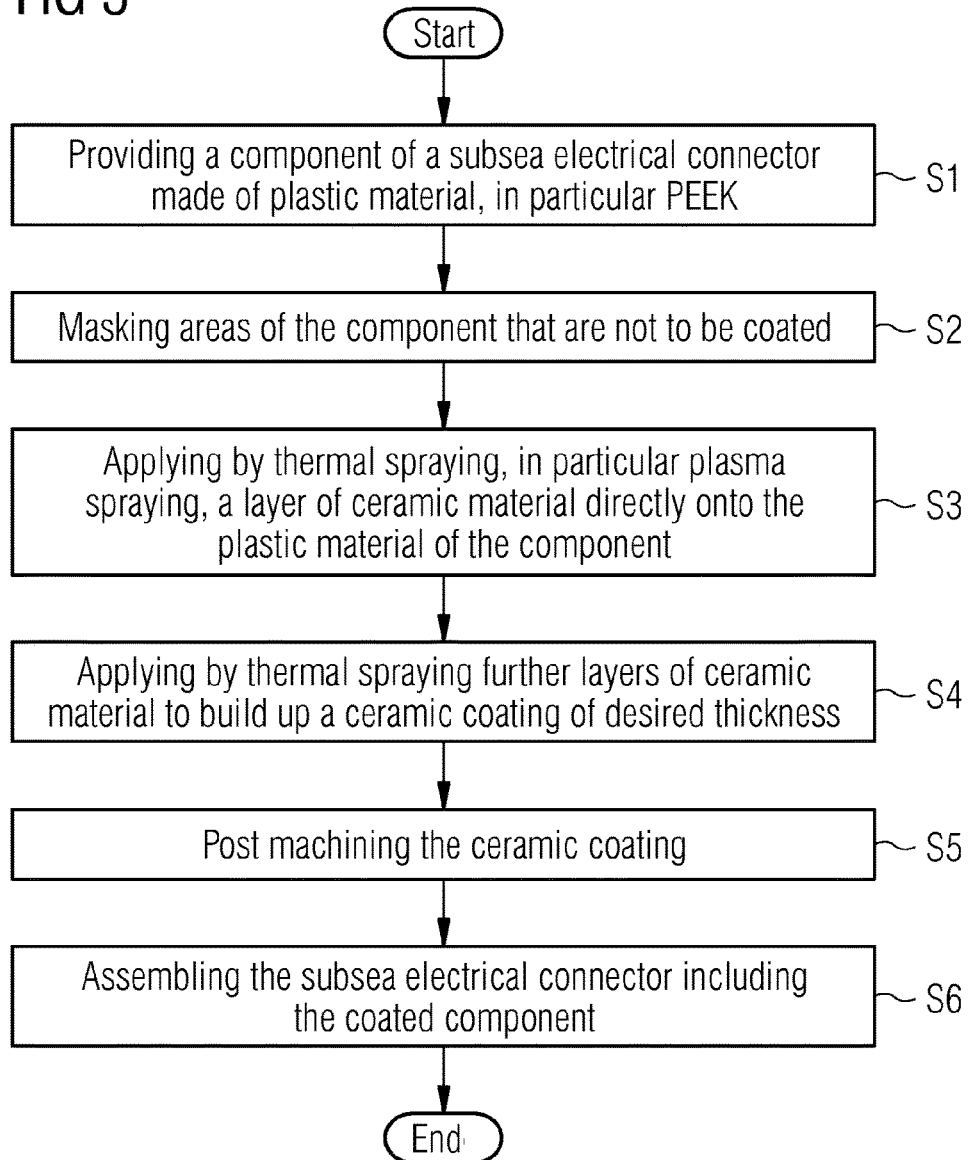 Start
Providing a component of a subsea electrical connector
made of plastic material, in particular PEEK
S1
Masking areas of the component that are not to be coated
S2
Applying by thermal spraying, in particular plasma
spraying, a layer of ceramic material directly onto the
plastic material of the component
S3
Applying by thermal spraying further layers of ceramic
material to build up a ceramic coating of desired thickness
S4
Post machining the ceramic coating
S5
Assembling the subsea electrical connector including
the coated component
S6
End